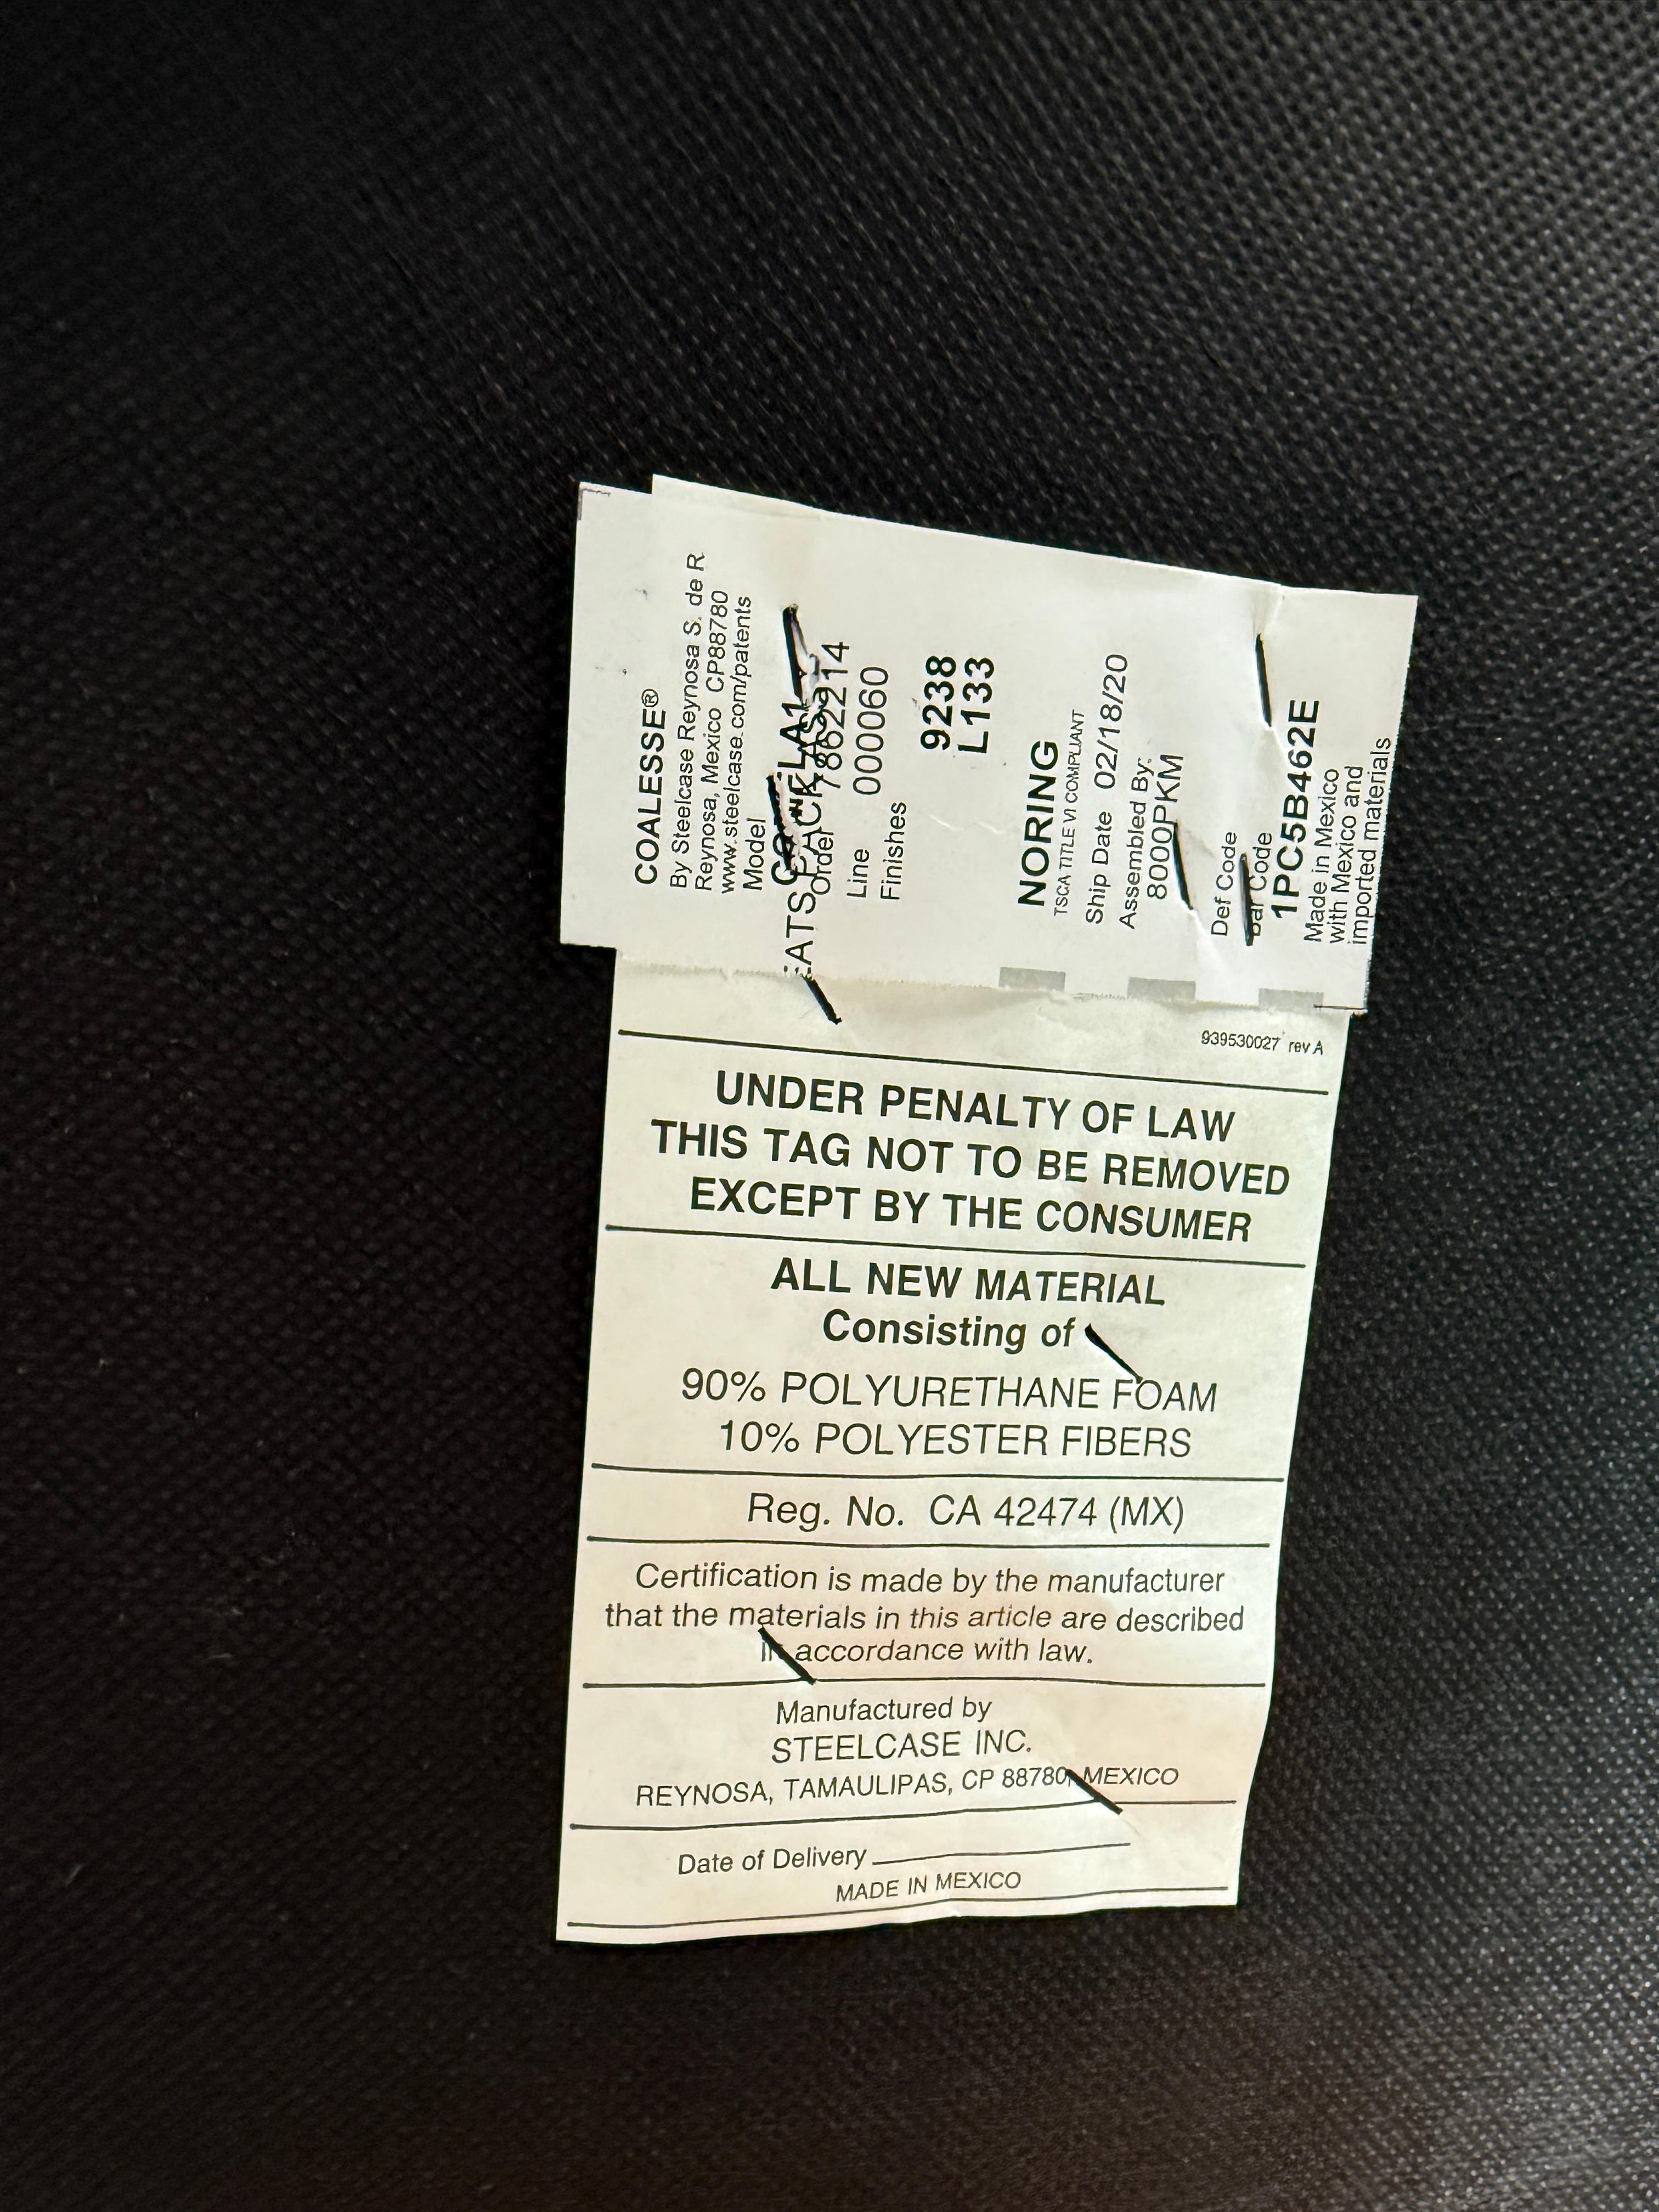 COALESSE®
By Steelcase Reynosa S. de R
Reynosa, Mexico CP88780
www.steelcase.com/patents
Model
Order 7862214
Line 000060
Finishes
9238
L133
NORING
TSCA TITLE VI COMPLIANT
Ship Date 02/18/20
Assembled By:
8000PKM
Def Code
Bar Code
1PC5B462E
Made in Mexico
with Mexico and
imported materials
939530027 rev A
UNDER PENALTY OF LAW
THIS TAG NOT TO BE REMOVED
EXCEPT BY THE CONSUMER
ALL NEW MATERIAL
Consisting of
90% POLYURETHANE FOAM
10% POLYESTER FIBERS
Reg. No. CA 42474 (MX)
Certification is made by the manufacturer
that the materials in this article are described
in accordance with law.
Manufactured by
STEELCASE INC.
REYNOSA, TAMAULIPAS, CP 88780, MEXICO
Date of Delivery
MADE IN MEXICO